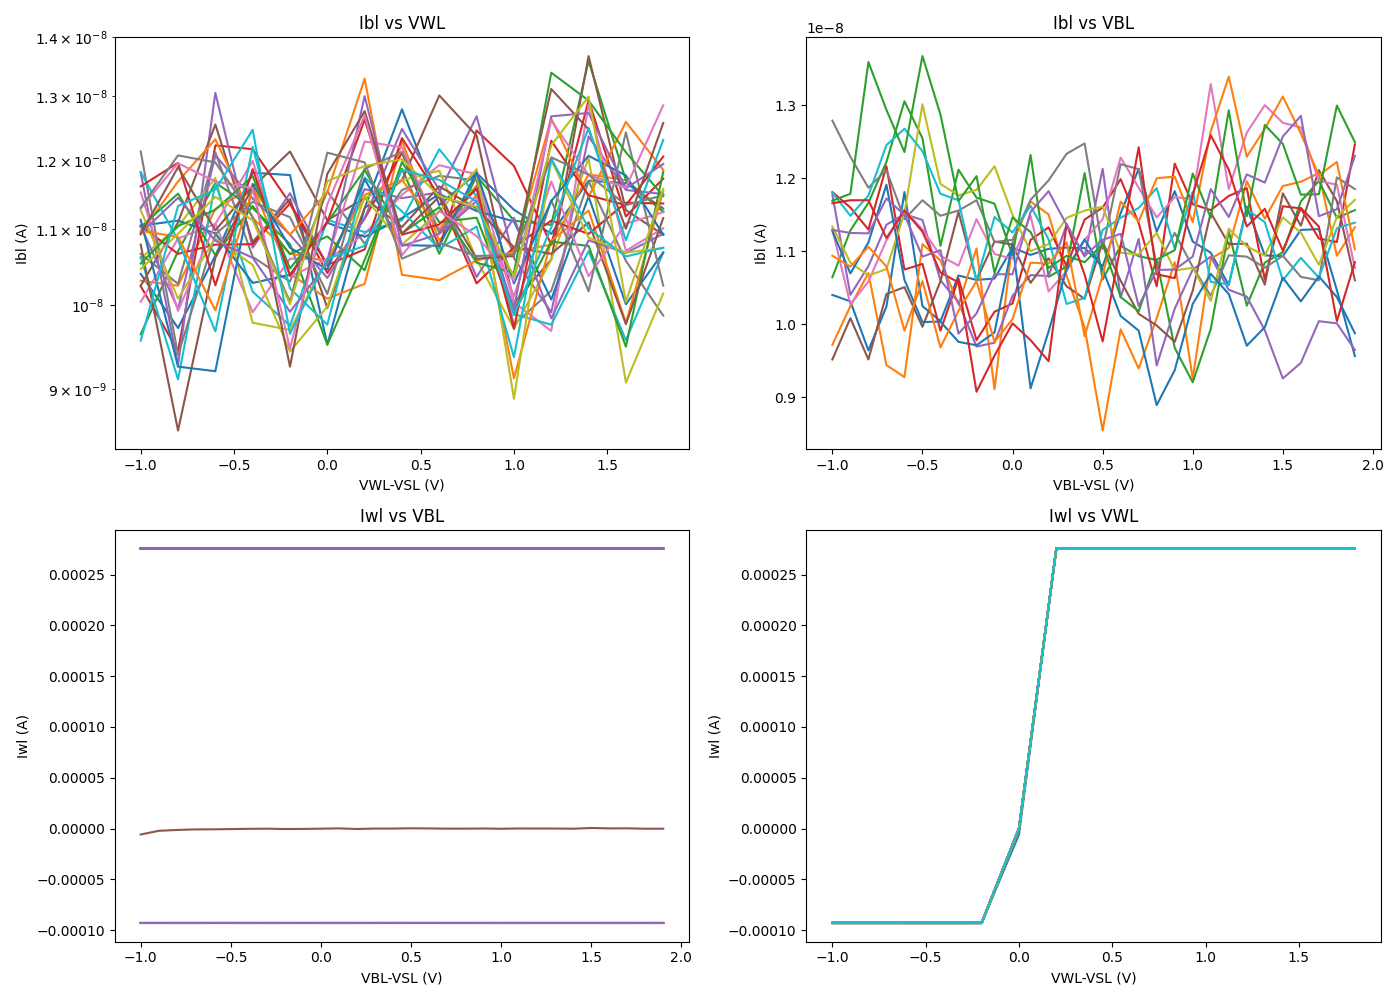 Ibl vs VWL
Ibl (A)
1.4 × 10⁻⁸
1.3 × 10⁻⁸
1.2 × 10⁻⁸
1.1 × 10⁻⁸
10⁻⁸
9 × 10⁻⁹
−1.0 −0.5 0.0 0.5 1.0 1.5
VWL-VSL (V)
Ibl vs VBL
1e−8
Ibl (A)
1.3
1.2
1.1
1.0
0.9
−1.0 −0.5 0.0 0.5 1.0 1.5 2.0
VBL-VSL (V)
Iwl vs VBL
Iwl (A)
0.00025
0.00020
0.00015
0.00010
0.00005
0.00000
−0.00005
−0.00010
−1.0 −0.5 0.0 0.5 1.0 1.5 2.0
VBL-VSL (V)
Iwl vs VWL
Iwl (A)
0.00025
0.00020
0.00015
0.00010
0.00005
0.00000
−0.00005
−0.00010
−1.0 −0.5 0.0 0.5 1.0 1.5
VWL-VSL (V)